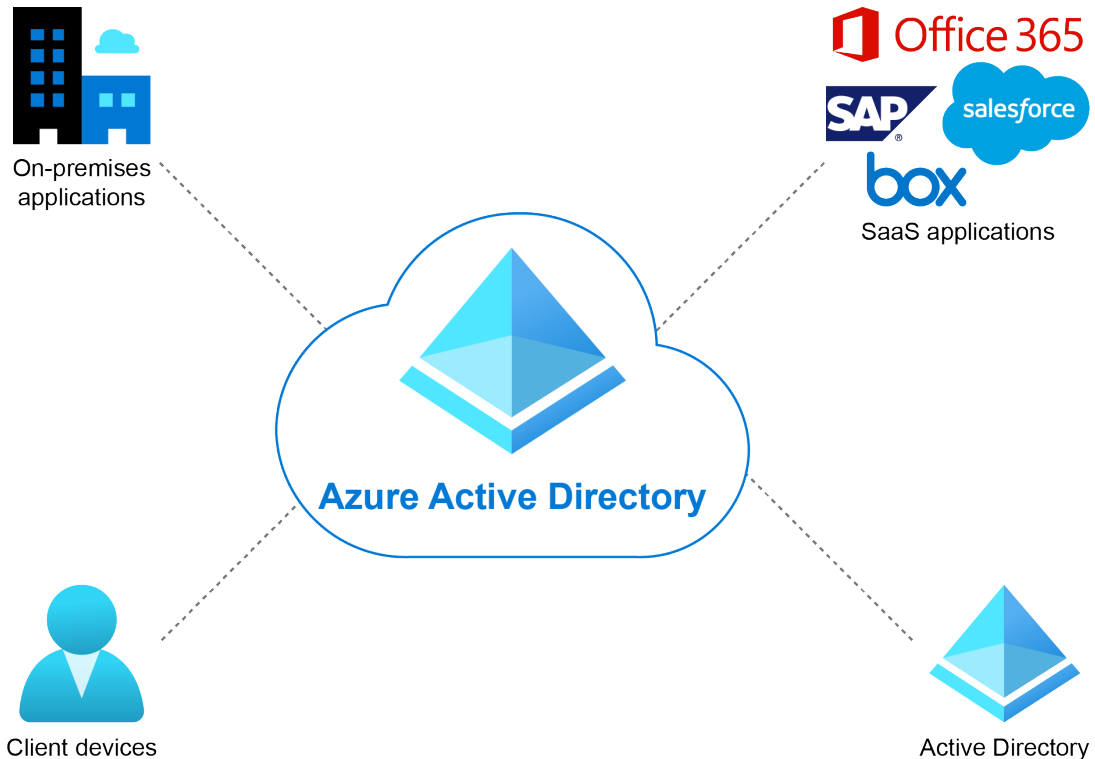 Office 365
SAP
®
salesforce
box
On-premises
applications
SaaS applications
Azure Active Directory
Client devices
Active Directory